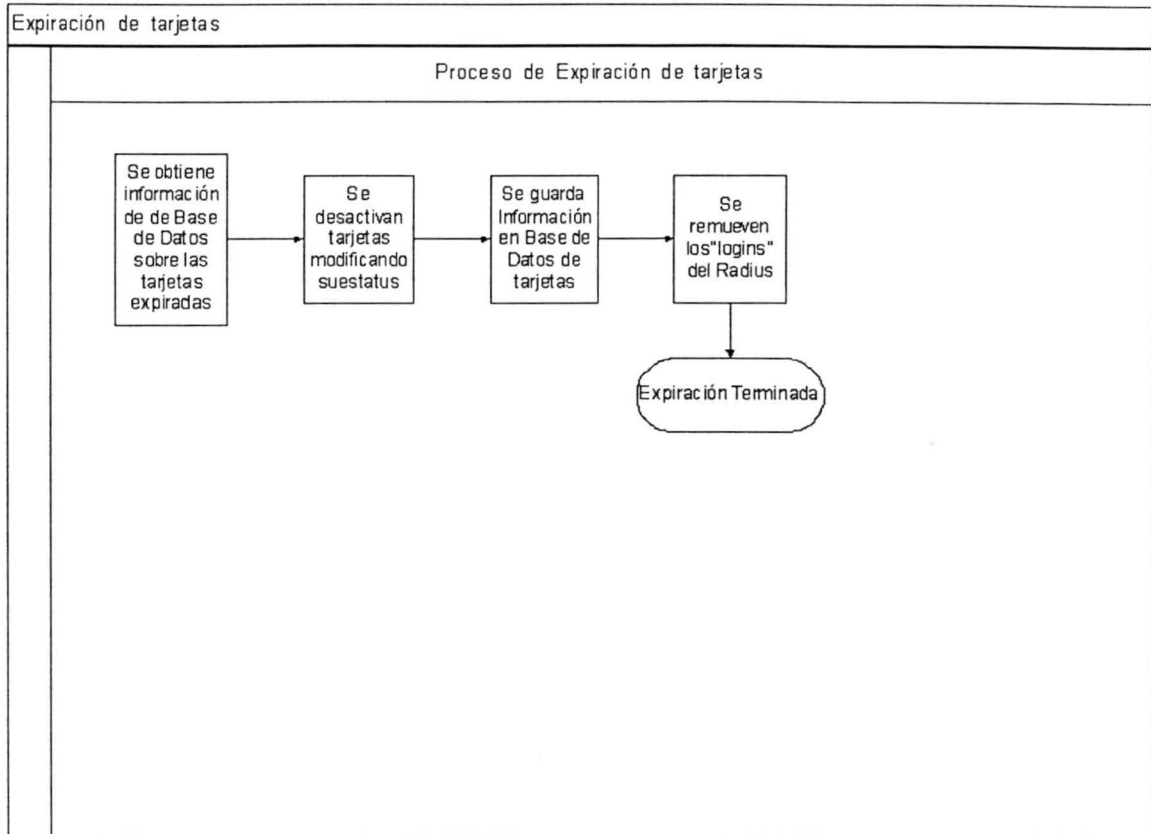 Expiración de tarjetas
Proceso de Expiración de tarjetas
Se obtiene
información
de de Base
de Datos
sobre las
tarjetas
expiradas
Se
desactivan
tarjetas
modificando
suestatus
Se guarda
Información
en Base de
Datos de
tarjetas
Se
remueven
los"logins"
del Radius
Expiración Terminada